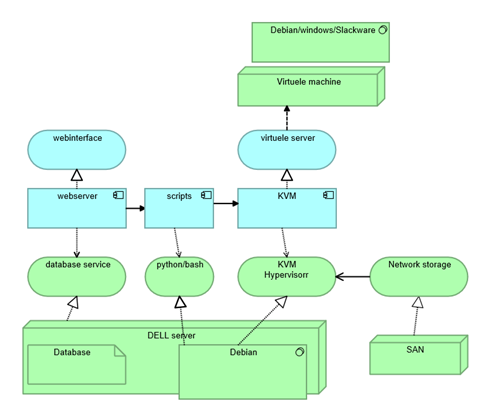 Debian/windows/Slackware
Virtuele machine
webinterface
virtuele server
webserver
scripts
KVM
database service
python/bash
KVM
Hypervisorr
Network storage
DELL server
Database
Debian
SAN